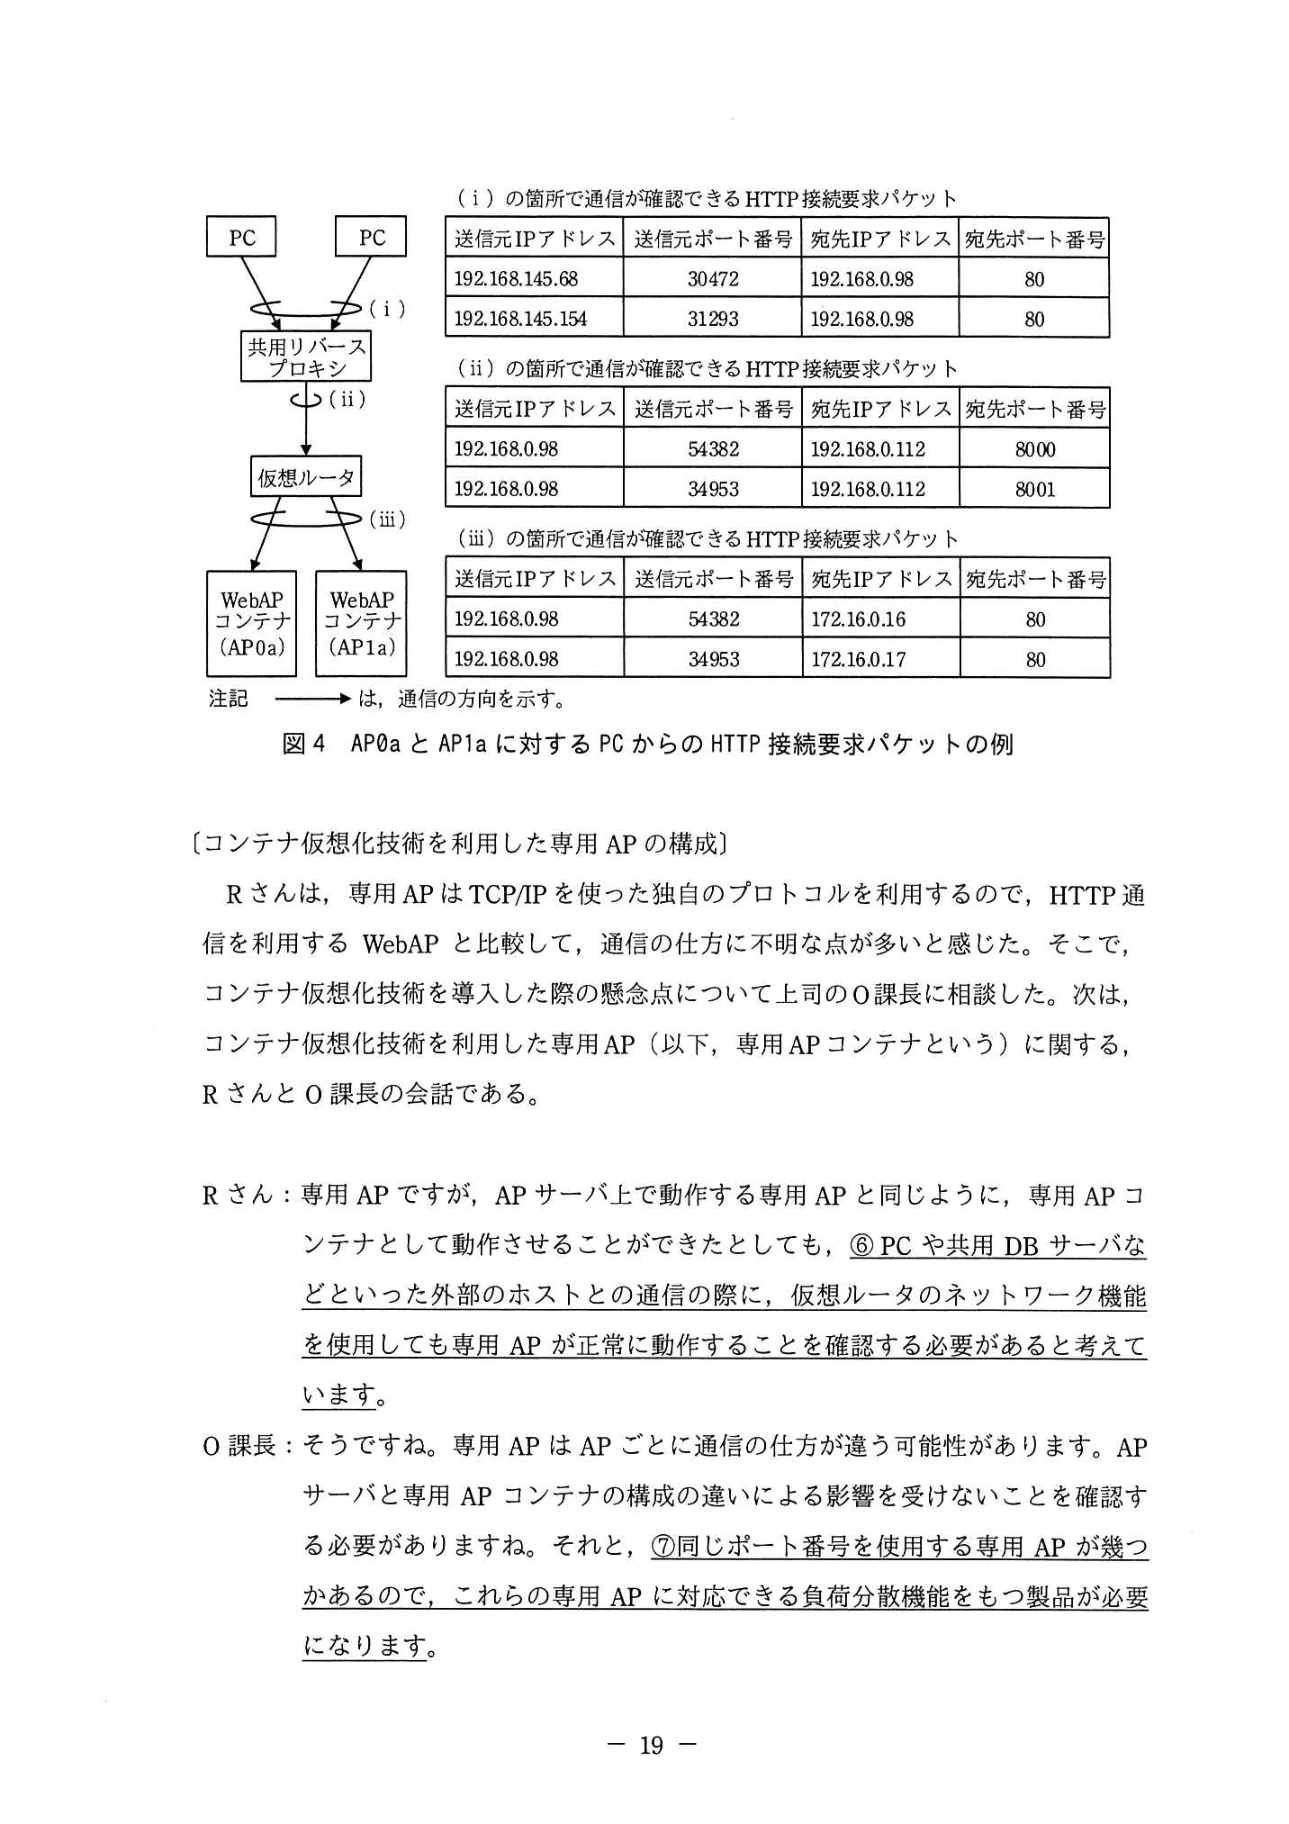 (ⅰ)の箇所で通信が確認できるHTTP接続要求パケット
PC PC
送信元IPアドレス 送信元ポート番号 宛先IPアドレス 宛先ポート番号
192.168.145.68 30472 192.168.0.98 80
(ⅰ)
192.168.145.154 31293 192.168.0.98 80
共用リバース
プロキシ
(ⅱ)の箇所で通信が確認できるHTTP接続要求パケット
(ⅱ)
送信元IPアドレス 送信元ポート番号 宛先IPアドレス 宛先ポート番号
192.168.0.98 54382 192.168.0.112 8000
仮想ルータ
192.168.0.98 34953 192.168.0.112 8001
(ⅲ)
(ⅲ)の箇所で通信が確認できるHTTP接続要求パケット
送信元IPアドレス 送信元ポート番号 宛先IPアドレス 宛先ポート番号
WebAP
コンテナ
(AP0a)
WebAP
コンテナ
(AP1a)
192.168.0.98 54382 172.16.0.16 80
192.168.0.98 34953 172.16.0.17 80
注記 ――→ は，通信の方向を示す。
図4 AP0aとAP1aに対するPCからのHTTP接続要求パケットの例
〔コンテナ仮想化技術を利用した専用APの構成〕
Rさんは，専用APはTCP/IPを使った独自のプロトコルを利用するので，HTTP通
信を利用する WebAP と比較して，通信の仕方に不明な点が多いと感じた。そこで，
コンテナ仮想化技術を導入した際の懸念点について上司のO課長に相談した。次は，
コンテナ仮想化技術を利用した専用AP（以下，専用APコンテナという）に関する，
RさんとO課長の会話である。
Rさん：専用APですが，APサーバ上で動作する専用APと同じように，専用APコ
ンテナとして動作させることができたとしても，⑥PCや共用DBサーバな
どといった外部のホストとの通信の際に，仮想ルータのネットワーク機能
を使用しても専用APが正常に動作することを確認する必要があると考えて
います。
O課長：そうですね。専用APはAPごとに通信の仕方が違う可能性があります。AP
サーバと専用APコンテナの構成の違いによる影響を受けないことを確認す
る必要がありますね。それと，⑦同じポート番号を使用する専用APが幾つ
かあるので，これらの専用APに対応できる負荷分散機能をもつ製品が必要
になります。
－ 19 －